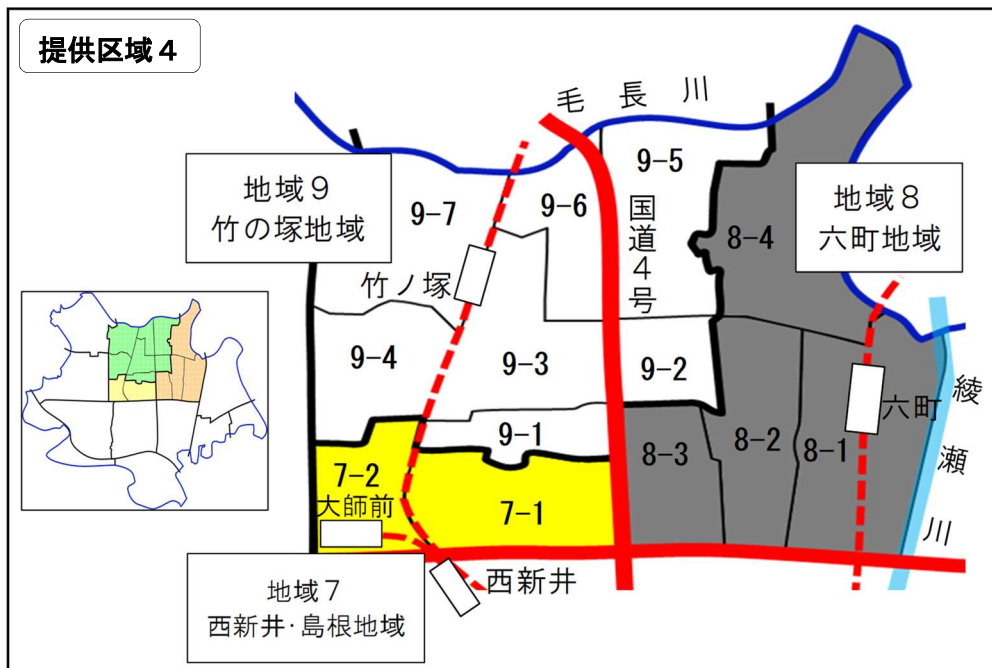 提供区域４
毛長川
地域９
竹の塚地域
9-7
9-6
9-5
国道４号
8-4
地域８
六町地域
竹ノ塚
9-4
9-3
9-2
六町
綾瀬川
9-1
7-2
大師前
7-1
8-3
8-2
8-1
西新井
地域７
西新井･島根地域